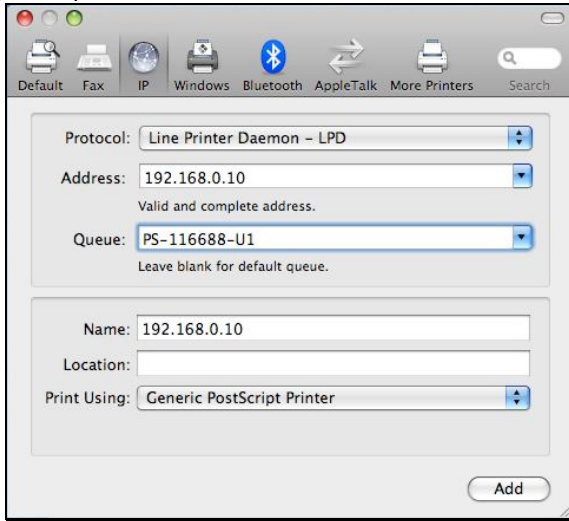 Default Fax IP Windows Bluetooth AppleTalk More Printers Search
Protocol: Line Printer Daemon – LPD
Address: 192.168.0.10
Valid and complete address.
Queue: PS-116688-U1
Leave blank for default queue.
Name: 192.168.0.10
Location:
Print Using: Generic PostScript Printer
Add